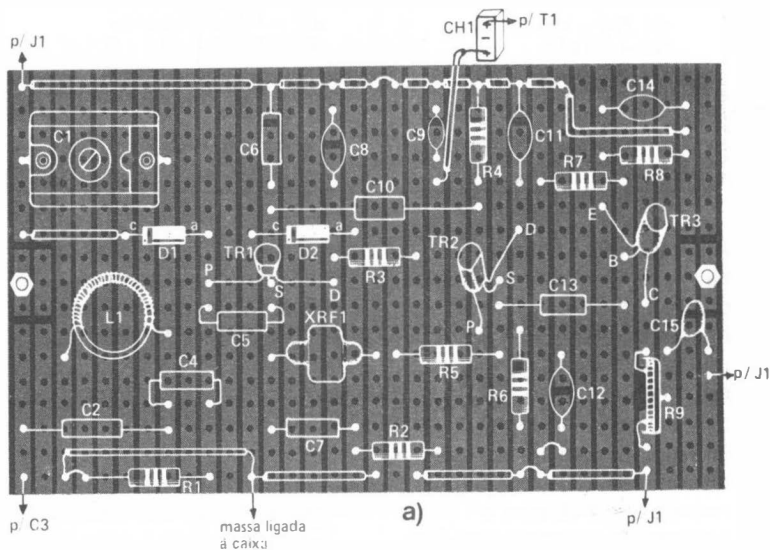 p/ J1
CH1
p/ T1
C1
C6
C8
C9
R4
C11
C14
R7
R8
C10
c
a
D1
c
a
D2
TR1
P
S
D
R3
TR2
D
S
P
E
B
C
TR3
C13
L1
C5
XRF1
C15
C4
R5
R6
C12
R9
p/ J1
C2
C7
R2
R1
p/ C3
massa ligada
à caixa
a)
p/ J1